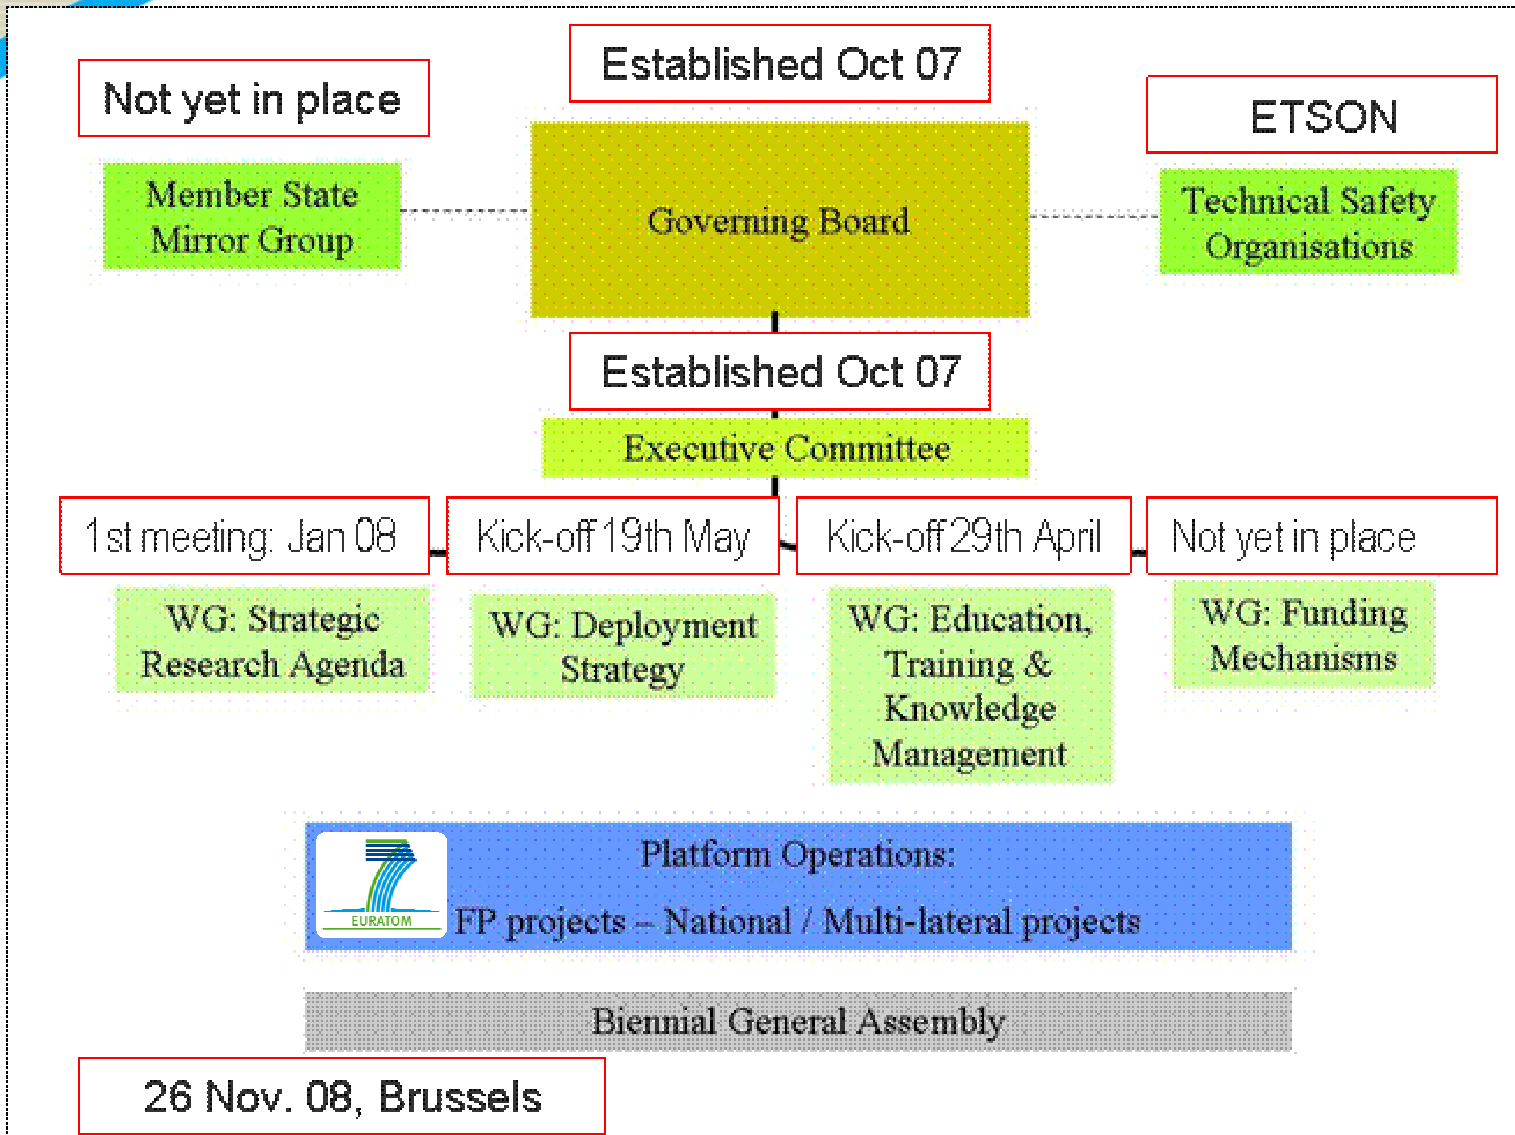 Established Oct 07
Not yet in place
ETSON
Member State
Mirror Group
Governing Board
Technical Safety
Organisations
Established Oct 07
Executive Committee
1st meeting: Jan 08
Kick-off 19th May
Kick-off 29th April
Not yet in place
WG: Strategic
Research Agenda
WG: Deployment
Strategy
WG: Education,
Training &
Knowledge
Management
WG: Funding
Mechanisms
Platform Operations:
EURATOM
FP projects – National / Multi-lateral projects
Biennial General Assembly
26 Nov. 08, Brussels